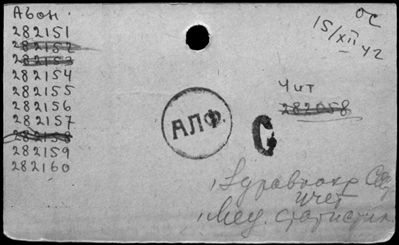 Абон.
282151
282152
282153
282154
282155
282156
282157
282158
282159
282160
ОС
15/XII 42
Чит
282058
АЛФ.
С
Здравоохр
Учет
Мед. статистик